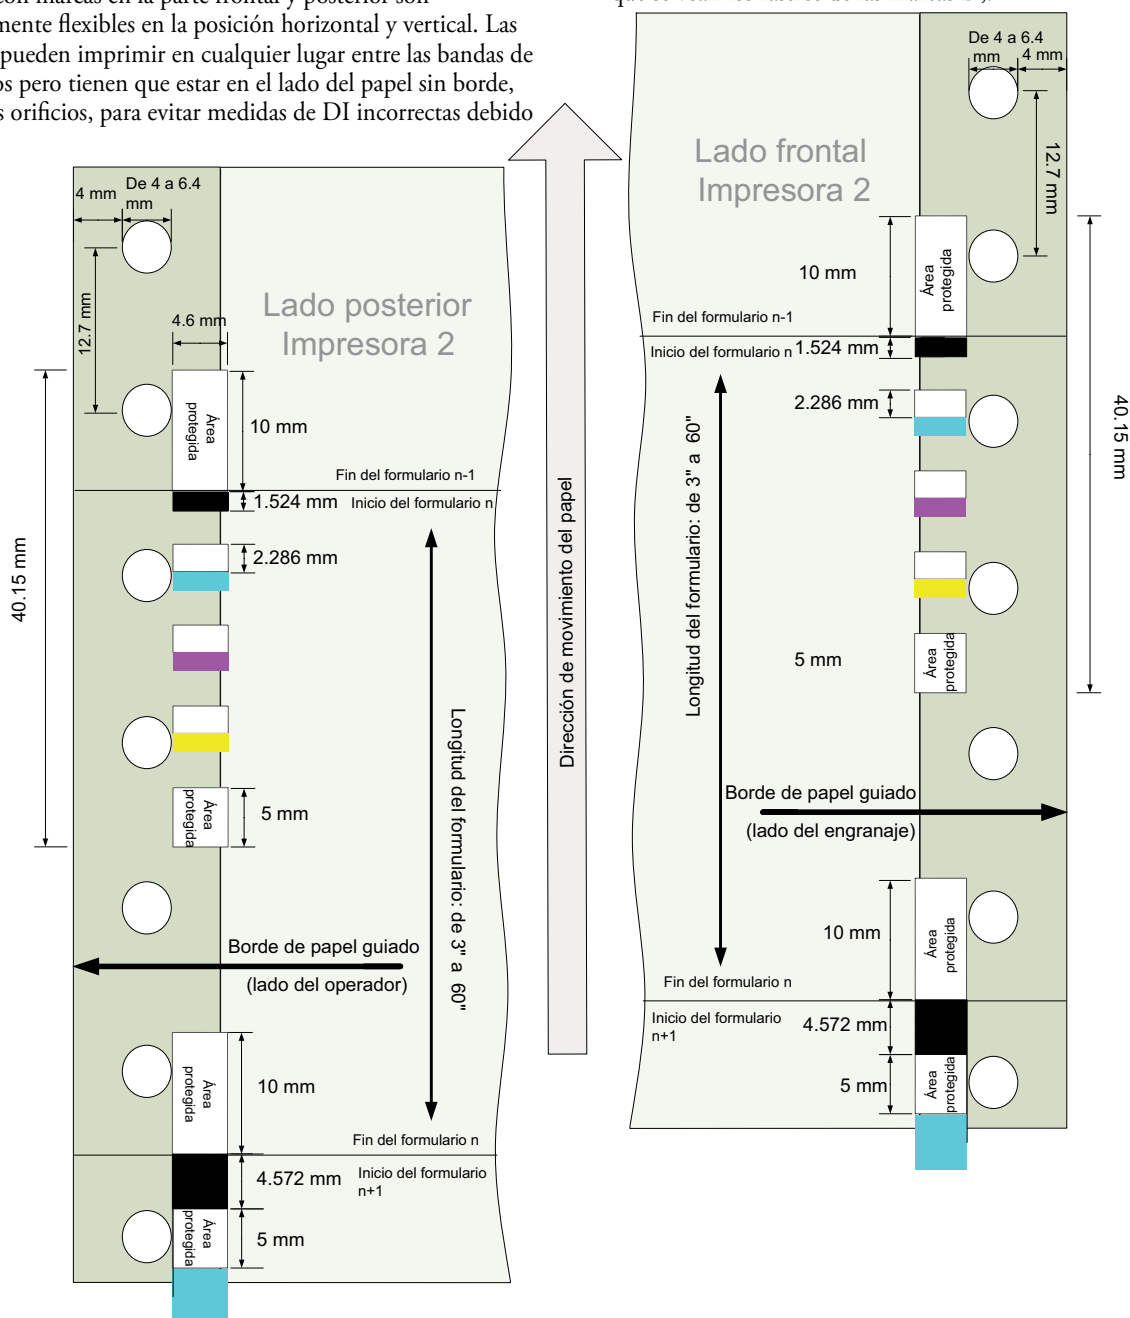 con marcas en la parte frontal y posterior son
mente flexibles en la posición horizontal y vertical. Las
pueden imprimir en cualquier lugar entre las bandas de
os pero tienen que estar en el lado del papel sin borde,
s orificios, para evitar medidas de DI incorrectas debido
4 mm
De 4 a 6.4
mm
12.7 mm
4.6 mm
Lado posterior
Impresora 2
Área
protegida
10 mm
Fin del formulario n-1
1.524 mm
Inicio del formulario n
2.286 mm
40.15 mm
Área
protegida
5 mm
Longitud del formulario: de 3" a 60"
Borde de papel guiado
(lado del operador)
Área
protegida
10 mm
Fin del formulario n
4.572 mm
Inicio del formulario
n+1
Área
protegida
5 mm
Dirección de movimiento del papel
De 4 a 6.4
mm
4 mm
12.7 mm
Lado frontal
Impresora 2
10 mm
Área
protegida
Fin del formulario n-1
Inicio del formulario n
1.524 mm
2.286 mm
40.15 mm
Longitud del formulario: de 3" a 60"
5 mm
Área
protegida
Borde de papel guiado
(lado del engranaje)
10 mm
Área
protegida
Fin del formulario n
Inicio del formulario
n+1
4.572 mm
5 mm
Área
protegida